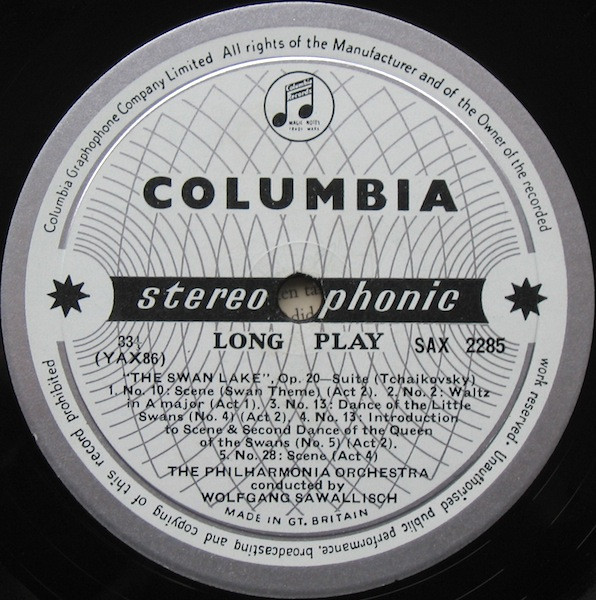 Columbia Graphophone Company Limited All rights of the Manufacturer and of the Owner of the recorded
work reserved. Unauthorised public performance, broadcasting and copying of this record prohibited
Columbia
Records
MAGIC NOTES
TRADE MARK
COLUMBIA
stereophonic
LONG PLAY
33⅓
(YAX86)
SAX 2285
"THE SWAN LAKE", Op. 20—Suite (Tchaikovsky)
1. No. 10: Scene (Swan Theme) (Act 2). 2. No. 2: Waltz
in A major (Act 1). 3. No. 13: Dance of the Little
Swans (No. 4) (Act 2). 4. No. 13: Introduction
to Scene & Second Dance of the Queen
of the Swans (No. 5) (Act 2).
5. No. 28: Scene (Act 4)
THE PHILHARMONIA ORCHESTRA
conducted by
WOLFGANG SAWALLISCH
MADE IN GT. BRITAIN